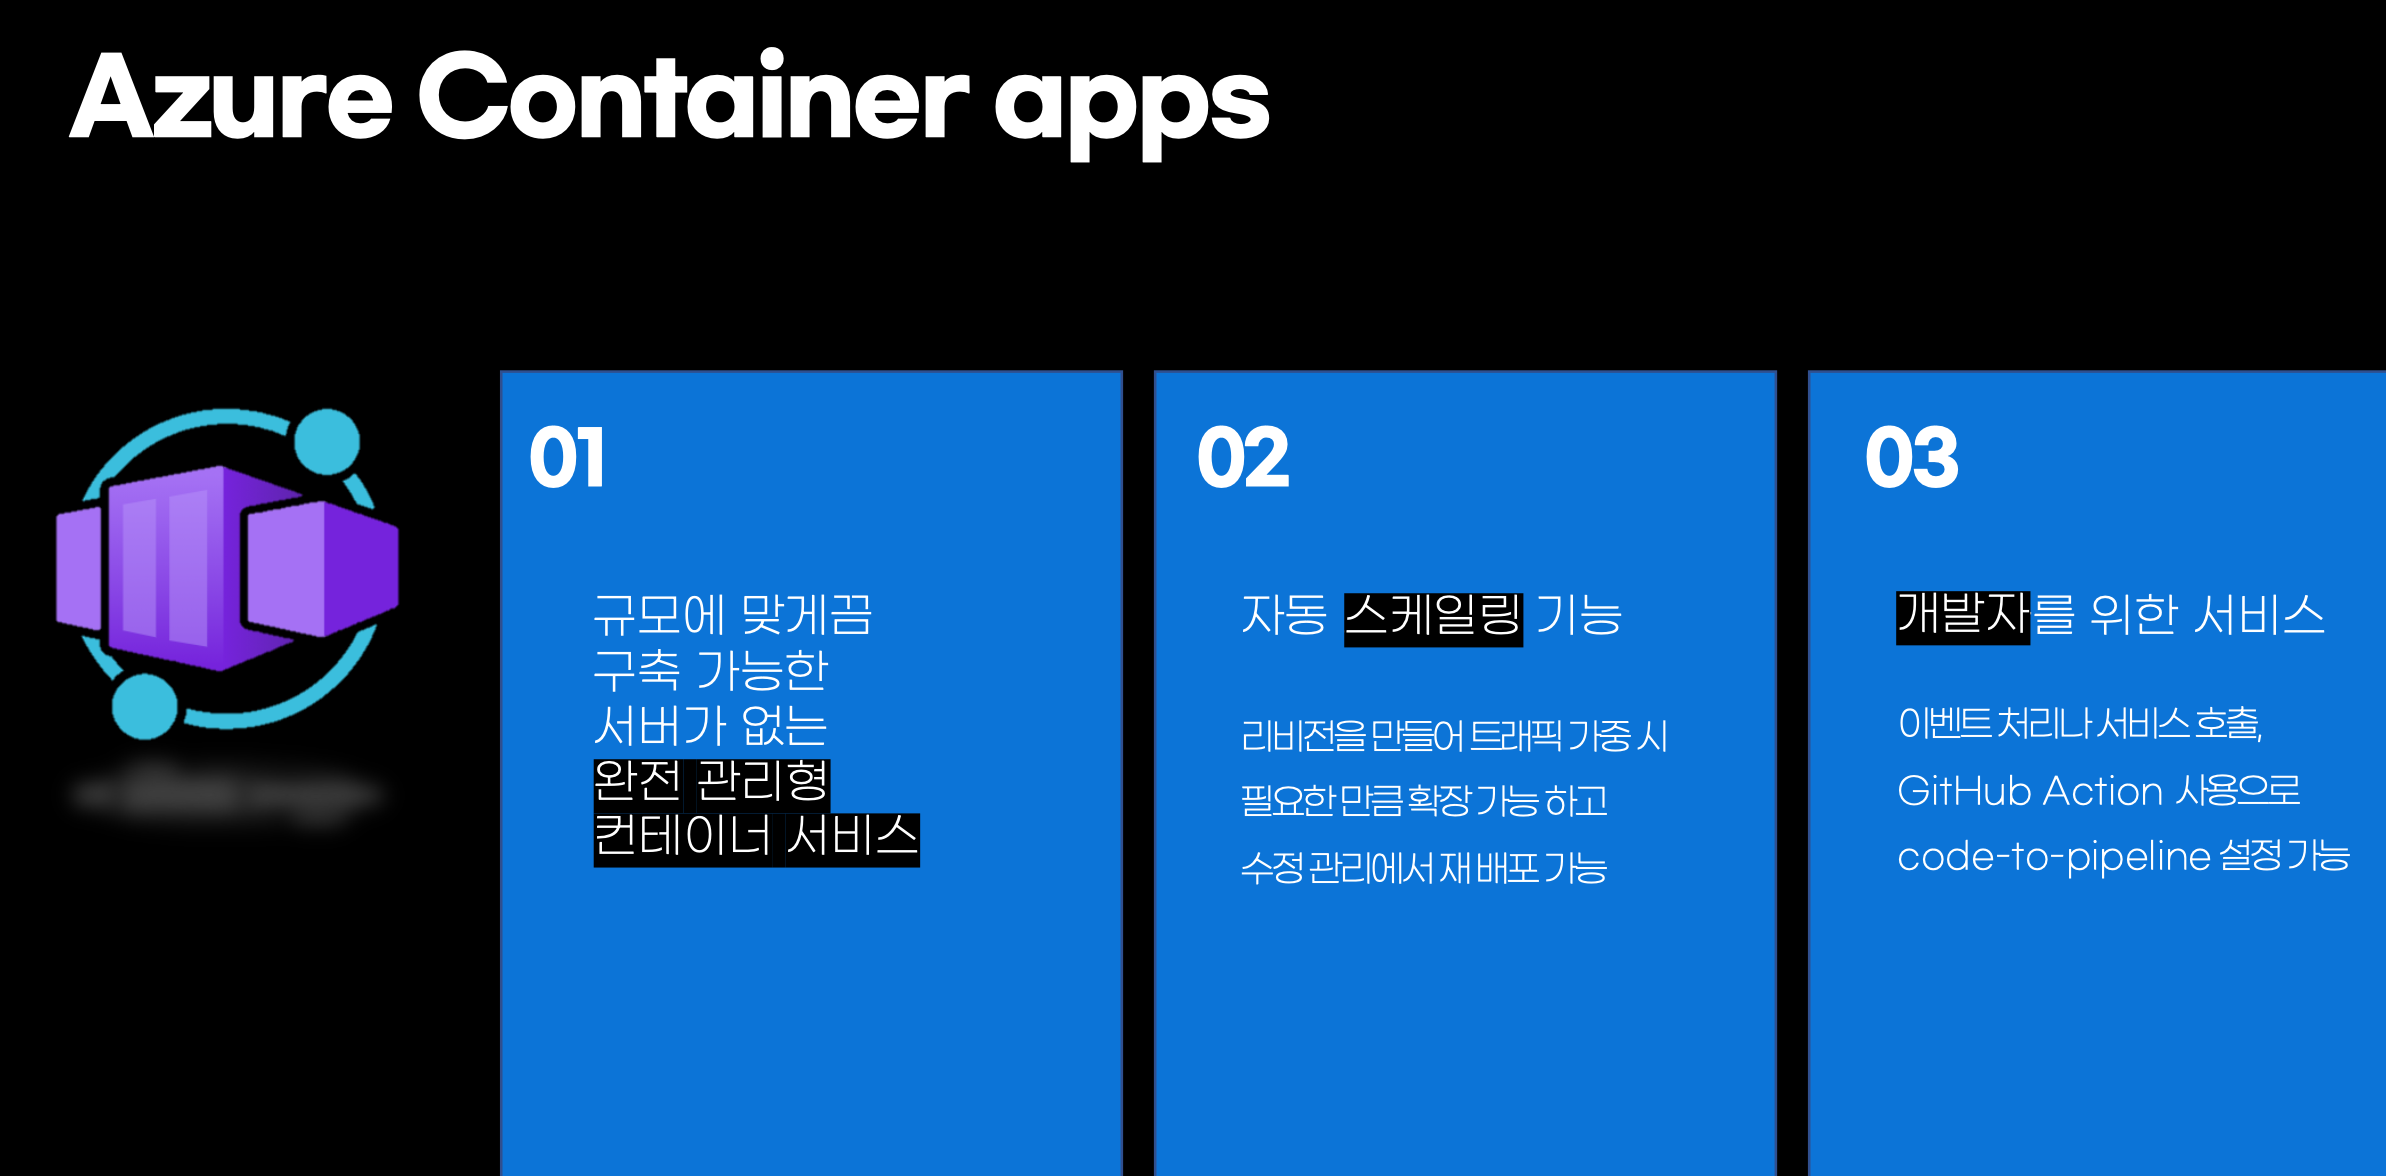 Azure Container apps
01
규모에 맞게끔
구축 가능한
서버가 없는
완전 관리형
컨테이너 서비스
02
자동 스케일링 기능
리비전을 만들어 트래픽 가중 시
필요한 만큼 확장 가능 하고
수정 관리에서 재 배포 가능
03
개발자를 위한 서비스
이벤트 처리나 서비스 호출,
GitHub Action 사용으로
code-to-pipeline 설정 가능